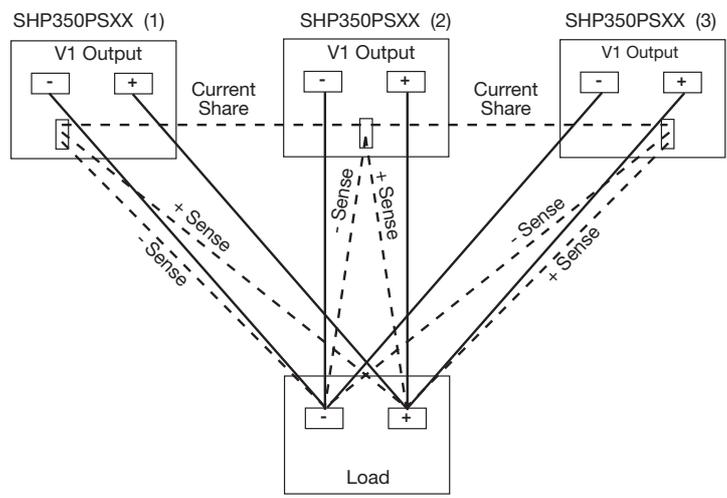 SHP350PSXX (1)
SHP350PSXX (2)
SHP350PSXX (3)
V1 Output
V1 Output
V1 Output
-
+
-
+
-
+
Current
Share
Current
Share
+ Sense
- Sense
- Sense
+ Sense
- Sense
+ Sense
-
+
Load